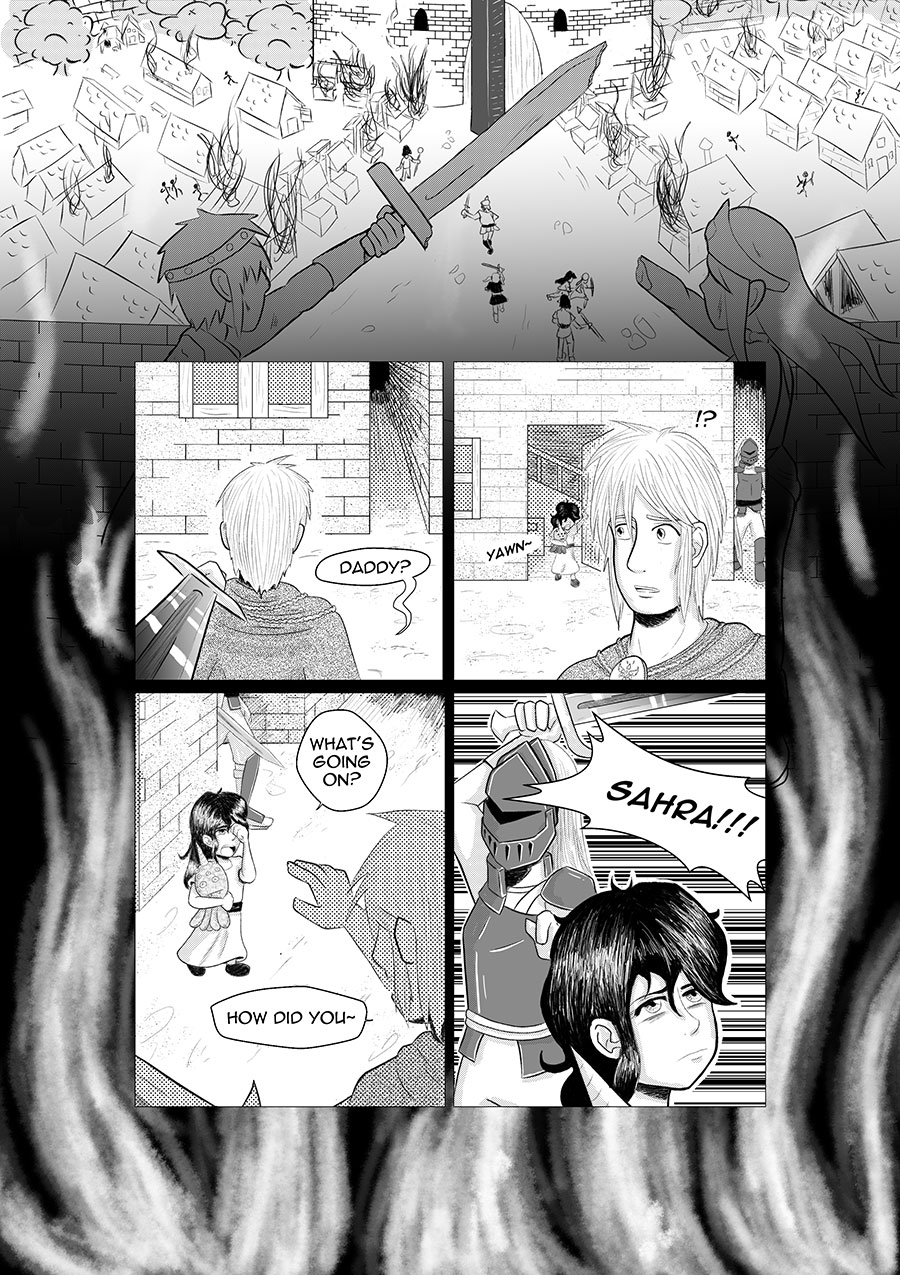 DADDY?
!?
YAWN~
WHAT'S
GOING
ON?
HOW DID YOU~
SAHRA!!!